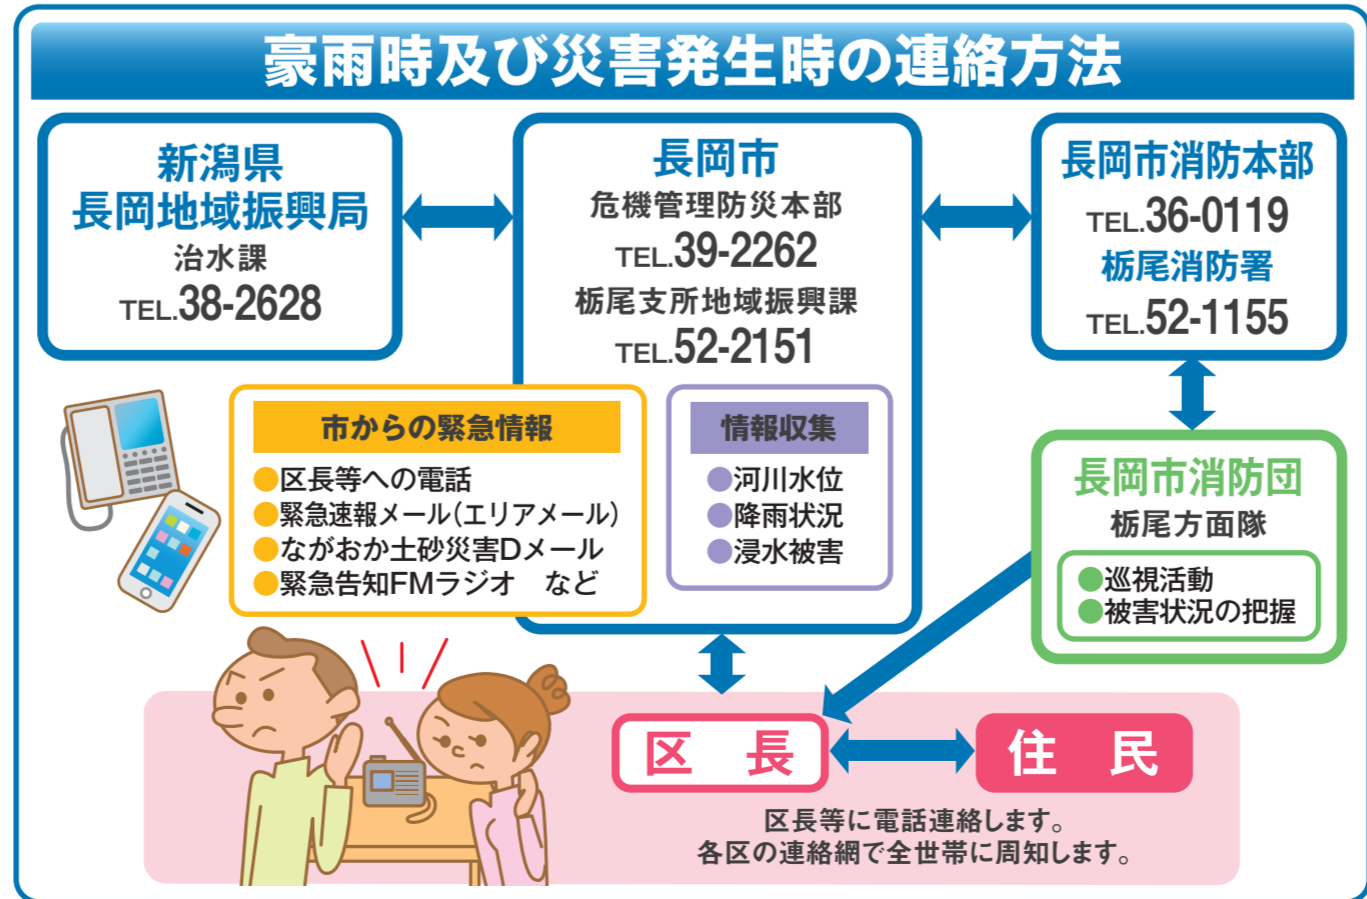 豪雨時及び災害発生時の連絡方法
新潟県
長岡地域振興局
治水課
TEL.38-2628
長岡市
危機管理防災本部
TEL.39-2262
栃尾支所地域振興課
TEL.52-2151
長岡市消防本部
TEL.36-0119
栃尾消防署
TEL.52-1155
市からの緊急情報
●区長等への電話
●緊急速報メール(エリアメール)
●ながおか土砂災害Dメール
●緊急告知FMラジオ　など
情報収集
●河川水位
●降雨状況
●浸水被害
長岡市消防団
栃尾方面隊
●巡視活動
●被害状況の把握
区　長
住　民
区長等に電話連絡します。
各区の連絡網で全世帯に周知します。